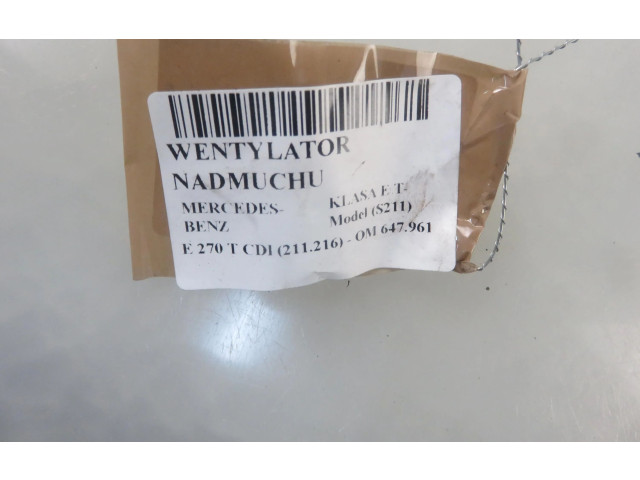 WENTYLATOR
NADMUCHU
MERCEDES-
BENZ
KLASA E T-
Model (S211)
E 270 T CDI (211.216) - OM 647.961